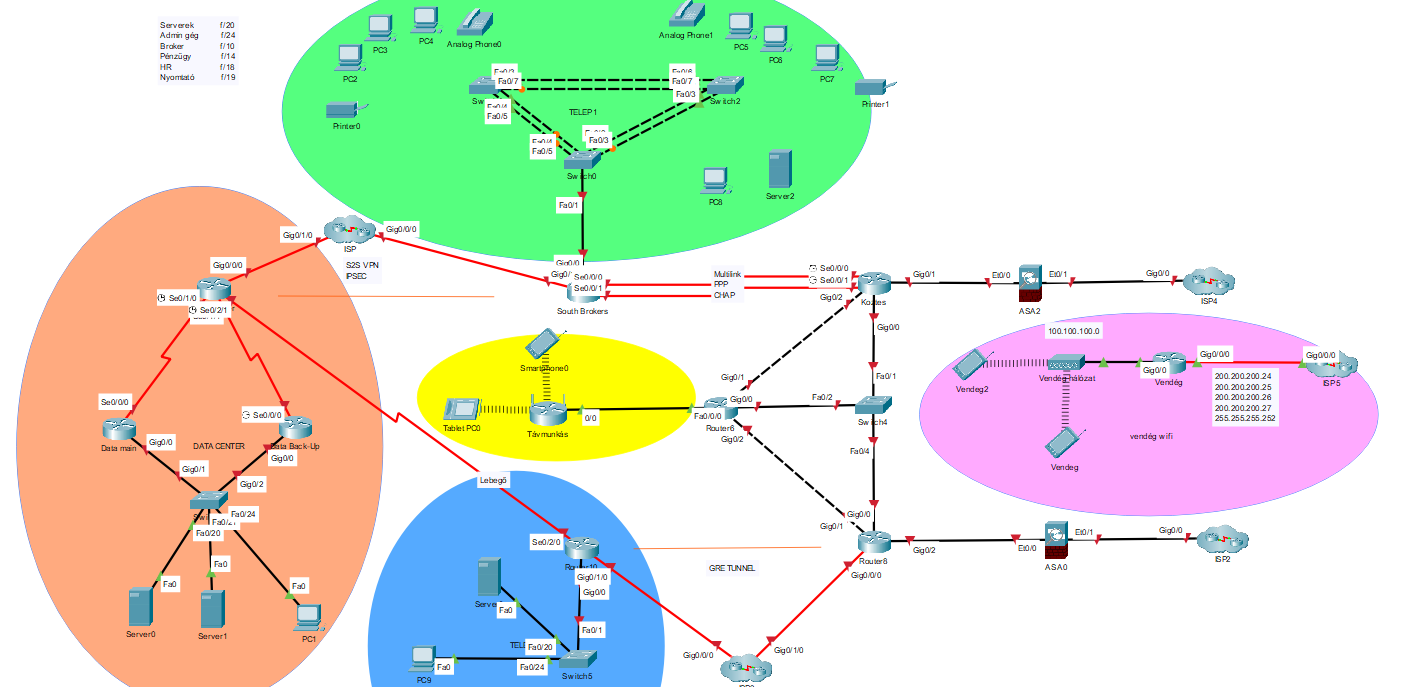 Serverek f/20
Admin gég f/24
Broker f/10
Pénzügy f/14
HR f/18
Nyomtató f/19
PC2
PC3
PC4
Analog Phone0
Analog Phone1
PC5
PC6
PC7
Printer0
Printer1
Fa0/7
Fa0/7
Fa0/3
Switch2
TELEP 1
Fa0/5
Fa0/5
Fa0/3
Switch0
PC8
Server2
Fa0/1
Gig0/1/0
ISP
Gig0/0/0
S2S VPN
IPSEC
Gig0/0/0
Se0/1/0
Se0/2/1
Gig0/0
Se0/0/0
Se0/0/1
South Brokers
Multilink
PPP
CHAP
Se0/0/0
Se0/0/1
Gig0/2
Köztes
Gig0/1
Et0/0
Et0/1
ASA2
Gig0/0
ISP4
Gig0/0
Fa0/1
Smartphone0
Tablet PC0
Távmunkás
0/0
Gig0/1
Gig0/0
Fa0/0/0
Router6
Gig0/2
Fa0/2
Switch4
Fa0/4
100.100.100.0
Vendeg2
Vendég hálózat
Gig0/0
Vendég
Gig0/0/0
Gig0/0/0
ISP5
200.200.200.24
200.200.200.25
200.200.200.26
200.200.200.27
255.255.255.252
vendég wifi
Vendeg
Se0/0/0
Se0/0/0
Data main
Gig0/0
DATA CENTER
Data Back-Up
Gig0/0
Gig0/1
Gig0/2
Fa0/24
Fa0/20
Fa0
Fa0
Fa0
Server0
Server1
PC1
Lebegő
Se0/2/0
Router10
Gig0/1/0
Gig0/0
Fa0
Fa0/1
Fa0/20
Fa0/24
Fa0
PC9
Switch5
GRE TUNNEL
Gig0/0
Gig0/1
Router8
Gig0/2
Gig0/0/0
Et0/0
Et0/1
ASA0
Gig0/0
ISP2
Gig0/0/0
Gig0/1/0